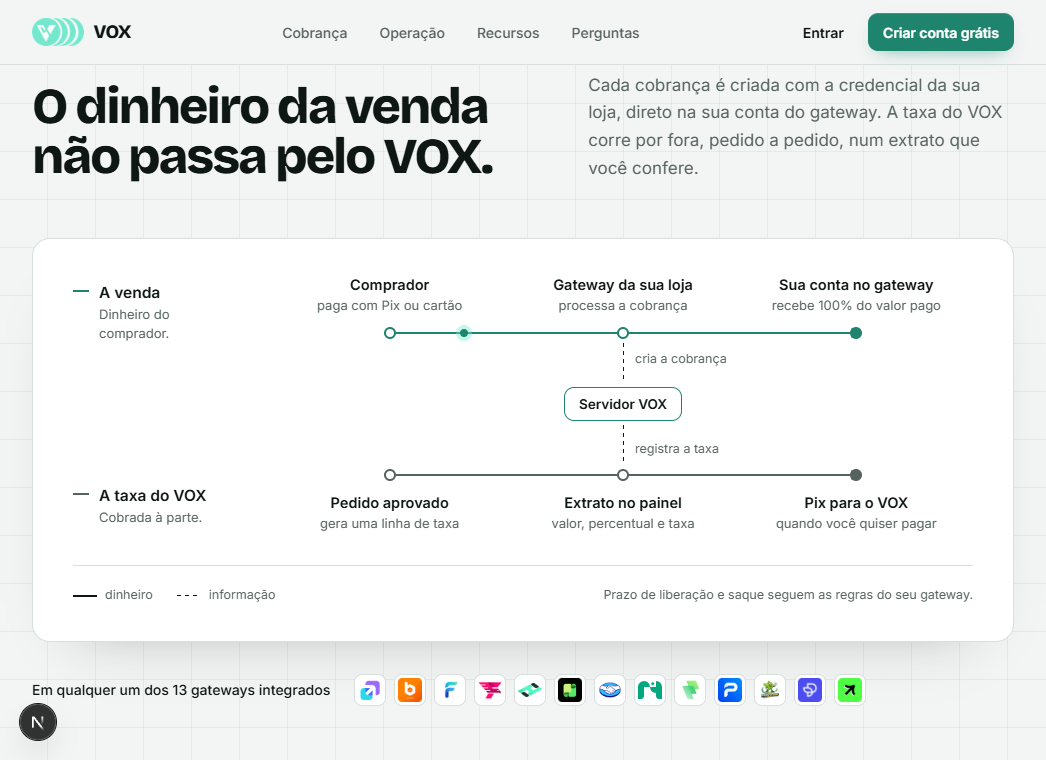 VOX
Cobrança
Operação
Recursos
Perguntas
Entrar
Criar conta grátis
O dinheiro da venda
não passa pelo VOX.
Cada cobrança é criada com a credencial da sua
loja, direto na sua conta do gateway. A taxa do VOX
corre por fora, pedido a pedido, num extrato que
você confere.
A venda
Dinheiro do
comprador.
Comprador
paga com Pix ou cartão
Gateway da sua loja
processa a cobrança
Sua conta no gateway
recebe 100% do valor pago
cria a cobrança
Servidor VOX
registra a taxa
A taxa do VOX
Cobrada à parte.
Pedido aprovado
gera uma linha de taxa
Extrato no painel
valor, percentual e taxa
Pix para o VOX
quando você quiser pagar
dinheiro
informação
Prazo de liberação e saque seguem as regras do seu gateway.
Em qualquer um dos 13 gateways integrados
N